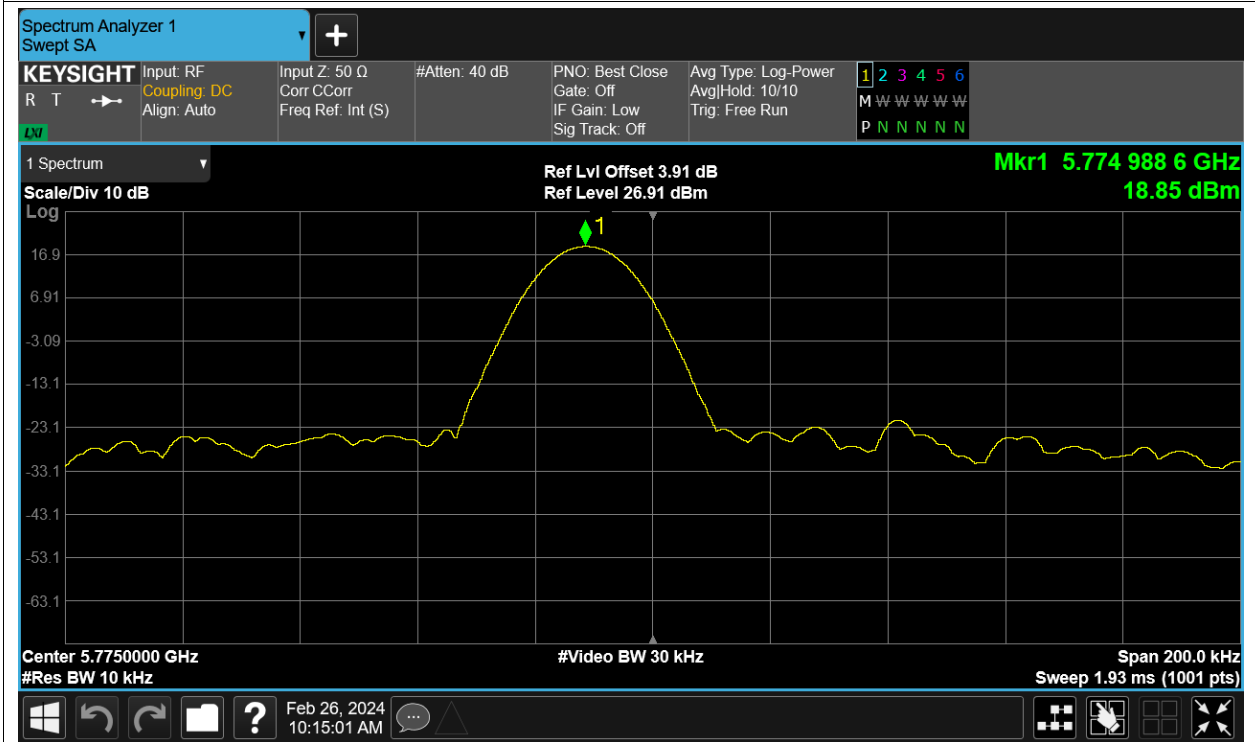 Spectrum Analyzer 1
Swept SA
+
KEYSIGHT
R T
LXI
Input: RF
Coupling: DC
Align: Auto
Input Z: 50 Ω
Corr CCorr
Freq Ref: Int (S)
#Atten: 40 dB
PNO: Best Close
Gate: Off
IF Gain: Low
Sig Track: Off
Avg Type: Log-Power
Avg|Hold: 10/10
Trig: Free Run
1 2 3 4 5 6
M W W W W W
P N N N N N
1 Spectrum
Scale/Div 10 dB
Ref Lvl Offset 3.91 dB
Ref Level 26.91 dBm
Mkr1 5.774 988 6 GHz
18.85 dBm
Log
1
16.9
6.91
-3.09
-13.1
-23.1
-33.1
-43.1
-53.1
-63.1
Center 5.7750000 GHz
#Video BW 30 kHz
Span 200.0 kHz
#Res BW 10 kHz
Sweep 1.93 ms (1001 pts)
?
Feb 26, 2024
10:15:01 AM